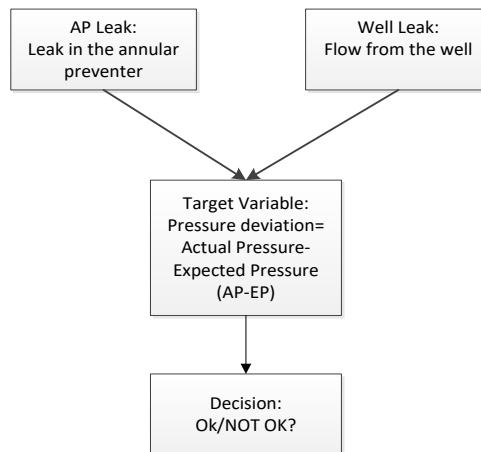 AP Leak:
Leak in the annular
preventer
Well Leak:
Flow from the well
Target Variable:
Pressure deviation=
Actual Pressure-
Expected Pressure
(AP-EP)
Decision:
Ok/NOT OK?